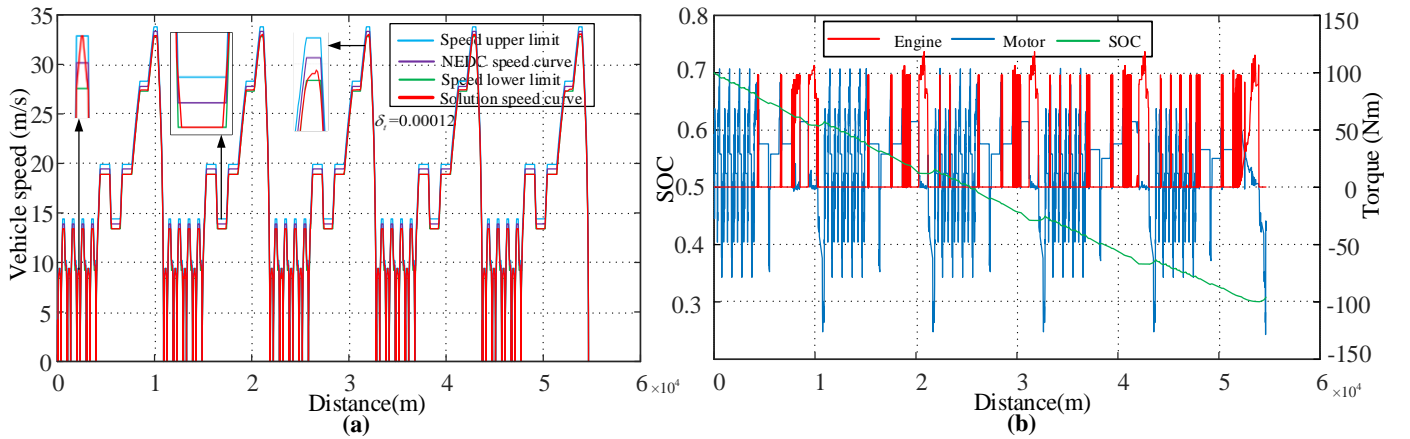 (a)
35
30
25
20
15
10
5
0
Vehicle speed (m/s)
Speed upper limit
NEDC speed curve
Speed lower limit
Solution speed curve
δt=0.00012
0 1 2 3 4 5 6
×10⁴
Distance(m)
(a)
0.8
0.7
0.6
0.5
0.4
0.3
SOC
Engine Motor SOC
150
100
50
0
-50
-100
-150
Torque (Nm)
0 1 2 3 4 5 6
×10⁴
Distance(m)
(b)